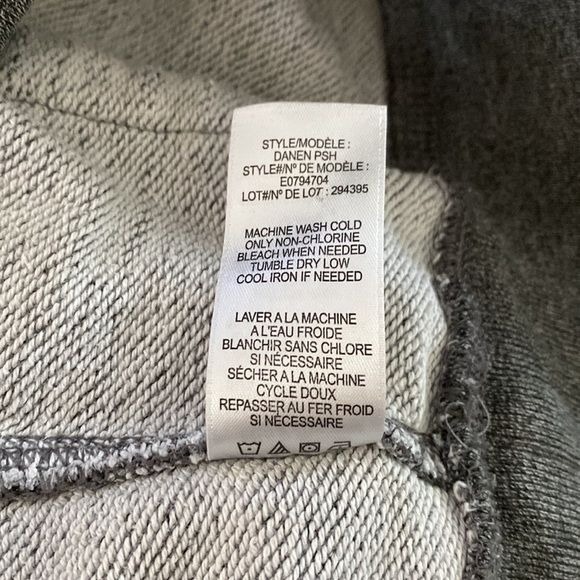 STYLE/MODÈLE :
DANEN PSH
STYLE#/Nº DE MODÈLE :
E0794704
LOT#/Nº DE LOT : 294395
MACHINE WASH COLD
ONLY NON-CHLORINE
BLEACH WHEN NEEDED
TUMBLE DRY LOW
COOL IRON IF NEEDED
LAVER A LA MACHINE
A L'EAU FROIDE
BLANCHIR SANS CHLORE
SI NÉCESSAIRE
SÉCHER A LA MACHINE
CYCLE DOUX
REPASSER AU FER FROID
SI NÉCESSAIRE